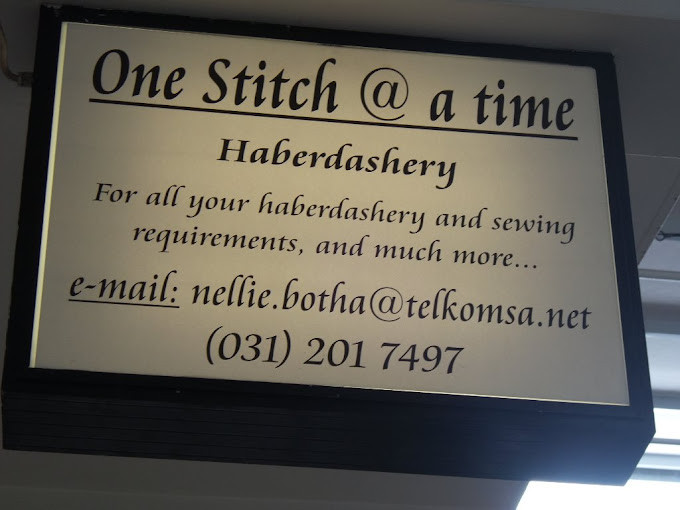 One Stitch @ a time
Haberdashery
For all your haberdashery and sewing
requirements, and much more...
e-mail: nellie.botha@telkomsa.net
(031) 201 7497